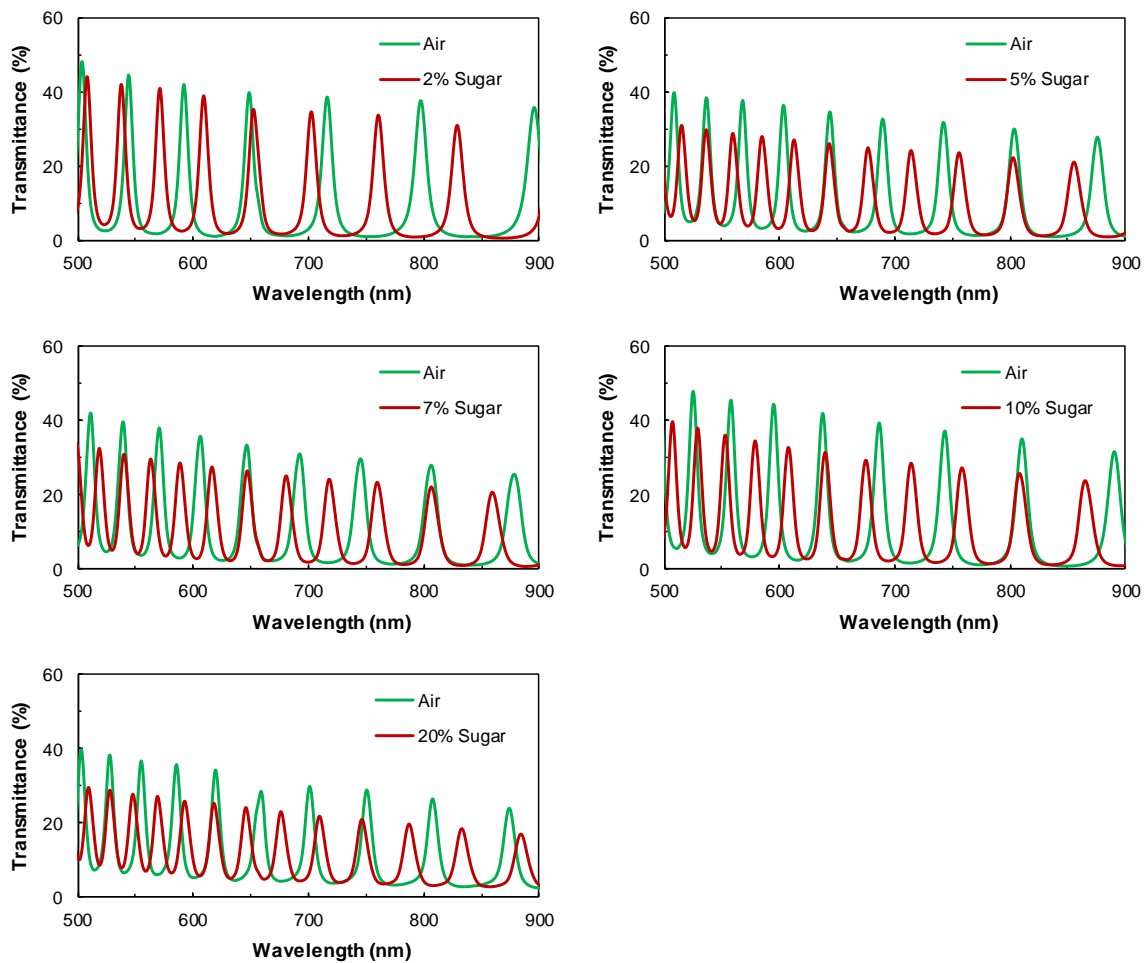 60
40
20
0
Transmittance (%)
Air
2% Sugar
500 600 700 800 900
Wavelength (nm)
60
40
20
0
Transmittance (%)
Air
5% Sugar
500 600 700 800 900
Wavelength (nm)
60
40
20
0
Transmittance (%)
Air
7% Sugar
500 600 700 800 900
Wavelength (nm)
60
40
20
0
Transmittance (%)
Air
10% Sugar
500 600 700 800 900
Wavelength (nm)
60
40
20
0
Transmittance (%)
Air
20% Sugar
500 600 700 800 900
Wavelength (nm)